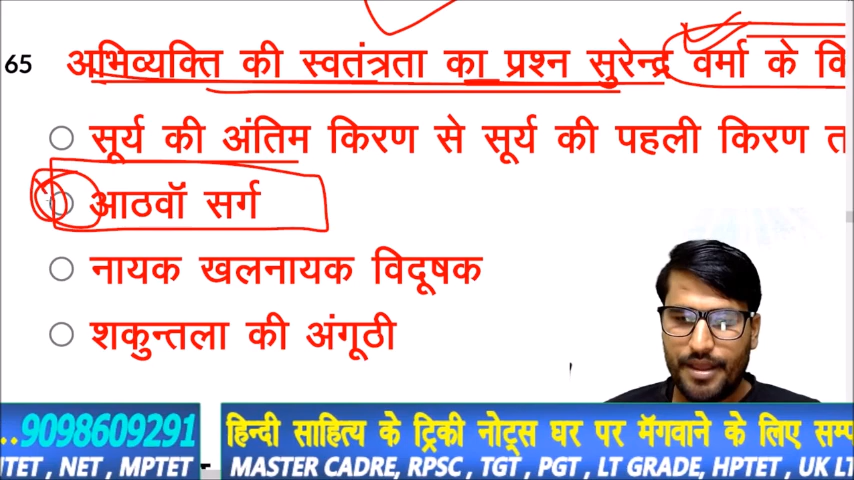 65 अभिव्यक्ति की स्वतंत्रता का प्रश्न सुरेन्द्र वर्मा के
सूर्य की अंतिम किरण से सूर्य की पहली किरण
आठवॉ सर्ग
नायक खलनायक विदूषक
शकुन्तला की अंगूठी
..9098609291 हिन्दी साहित्य के ट्रिकी नोट्स घर पर मॅगवाने के लिए
NET, MPTET MASTER CADRE, RPSC, TGT, PGT, LT GRADE, HPTET, UK